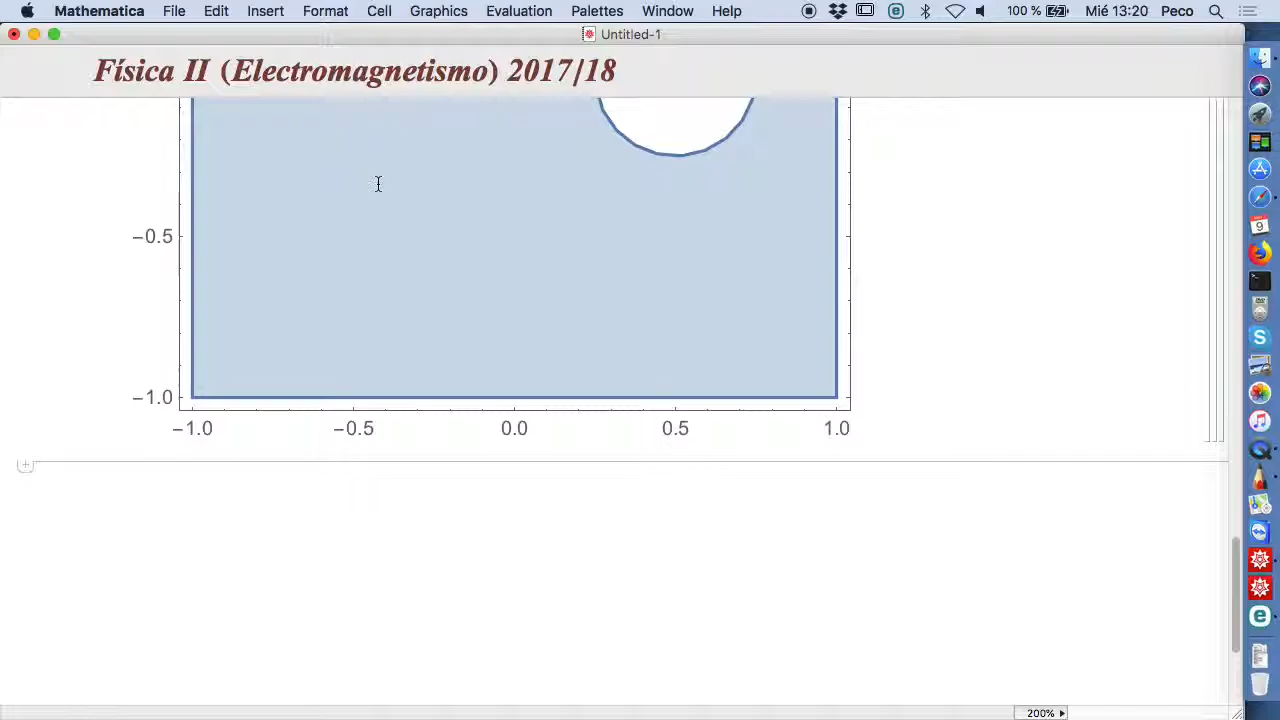 Mathematica File Edit Insert Format Cell Graphics Evaluation Palettes Window Help 100 % Mié 13:20 Peco
Untitled-1
Física II (Electromagnetismo) 2017/18
−0.5
−1.0
−1.0 −0.5 0.0 0.5 1.0
9
S
e
200%